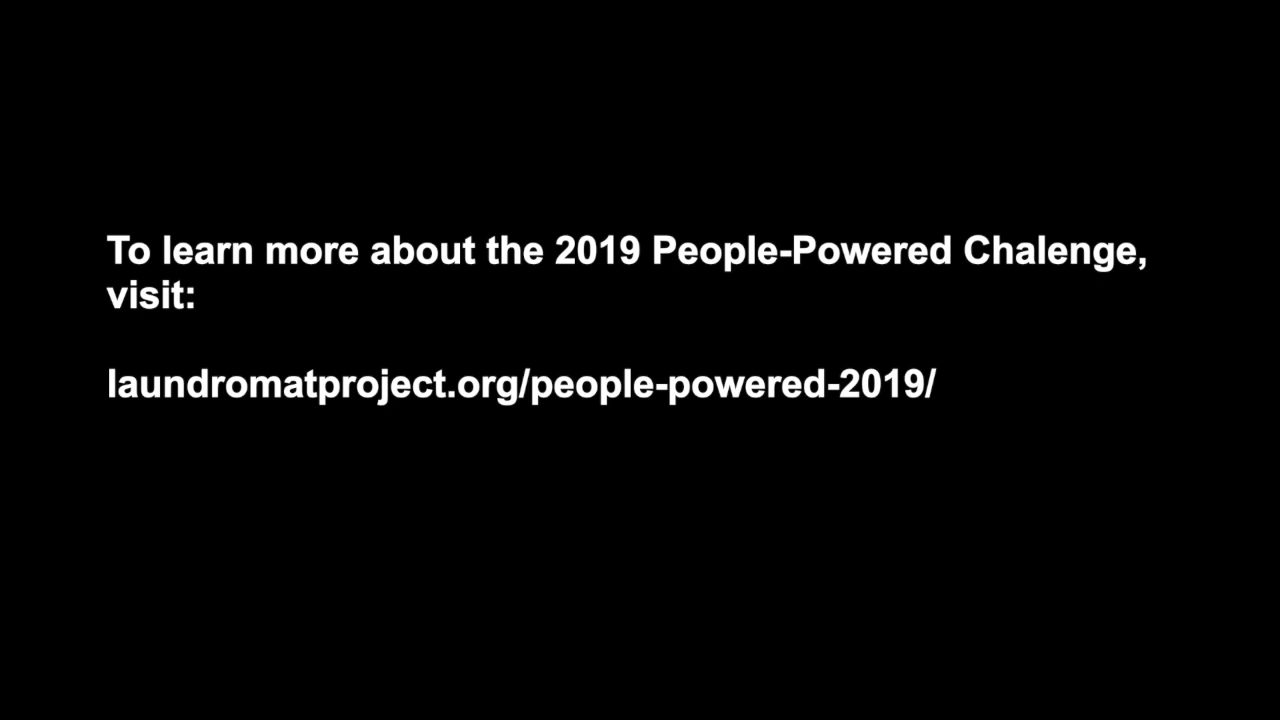 To learn more about the 2019 People-Powered Chalenge,
visit:
laundromatproject.org/people-powered-2019/